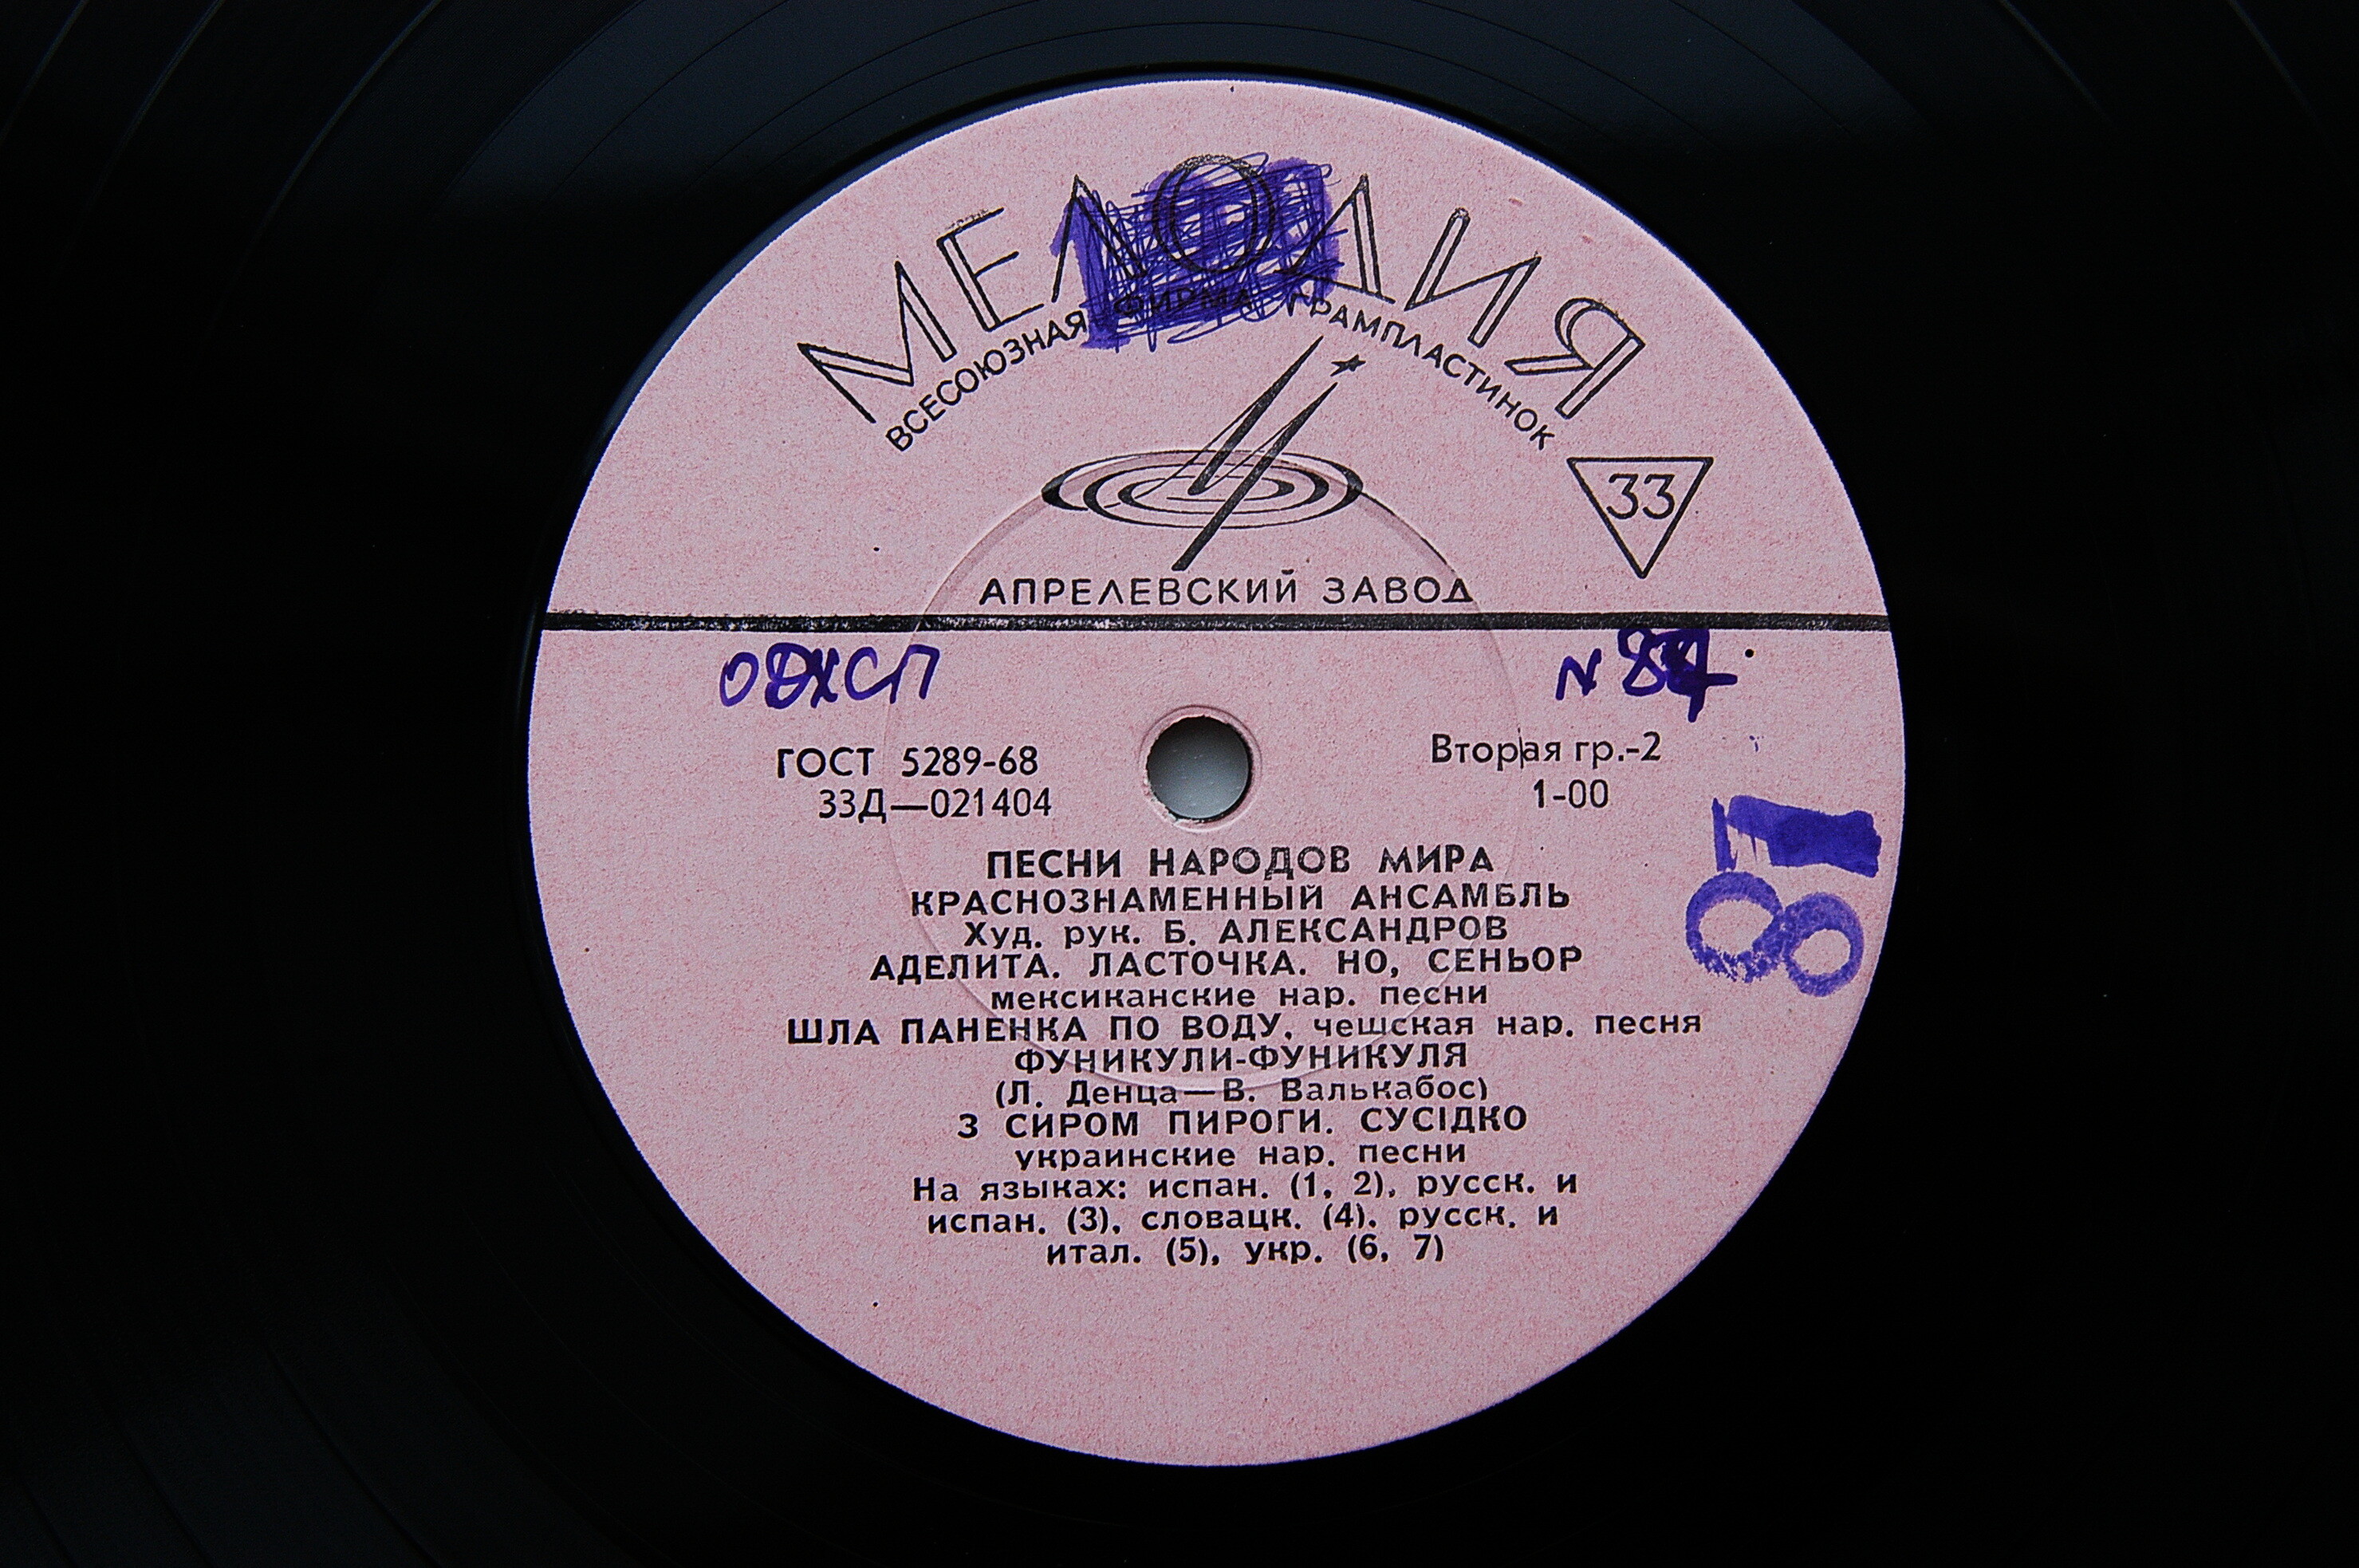 МЕЛОДИЯ
ВСЕСОЮЗНАЯ ФИРМА ГРАМПЛАСТИНОК
33
АПРЕЛЕВСКИЙ ЗАВОД
ОДХСП
ГОСТ 5289-68
Вторая гр.-2
33Д—021404
1-00
ПЕСНИ НАРОДОВ МИРА
КРАСНОЗНАМЕННЫЙ АНСАМБЛЬ
Худ. рук. Б. АЛЕКСАНДРОВ
АДЕЛИТА. ЛАСТОЧКА. НО, СЕНЬОР
мексиканские нар. песни
ШЛА ПАНЕНКА ПО ВОДУ, чешская нар. песня
ФУНИКУЛИ-ФУНИКУЛЯ
(Л. Денца—В. Валькабос)
З СИРОМ ПИРОГИ. СУСІДКО
украинские нар. песни
На языках: испан. (1, 2), русск. и
испан. (3), словацк. (4), русск. и
итал. (5), укр. (6, 7)